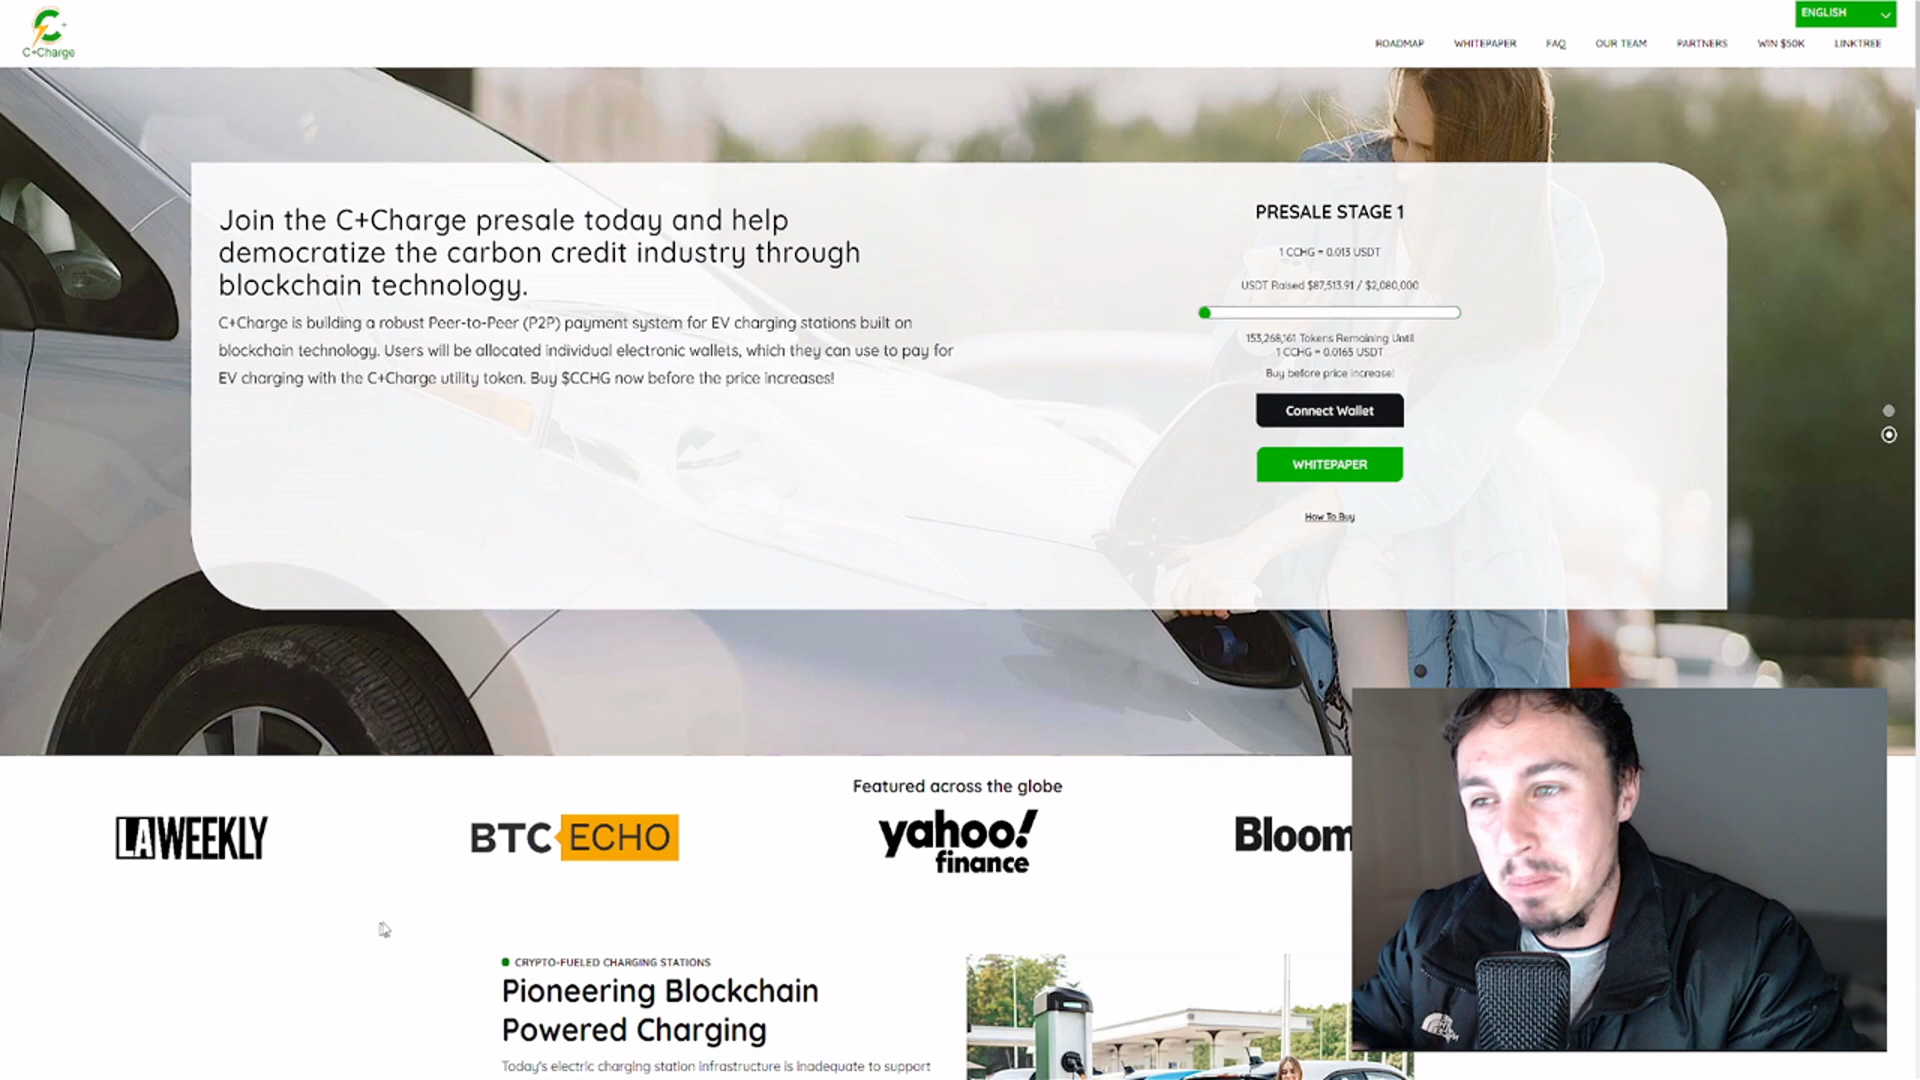 C+Charge
ENGLISH
ROADMAP WHITEPAPER FAQ OUR TEAM PARTNERS WIN $50K LINKTREE
Join the C+Charge presale today and help
democratize the carbon credit industry through
blockchain technology.
C+Charge is building a robust Peer-to-Peer (P2P) payment system for EV charging stations built on
blockchain technology. Users will be allocated individual electronic wallets, which they can use to pay for
EV charging with the C+Charge utility token. Buy $CCHG now before the price increases!
PRESALE STAGE 1
1 CCHG = 0.013 USDT
USDT Raised $87,513.91 / $2,080,000
153,268,161 Tokens Remaining Until
1 CCHG = 0.0165 USDT
Buy before price increase!
Connect Wallet
WHITEPAPER
How To Buy
Featured across the globe
LA WEEKLY
BTC ECHO
yahoo!
finance
Bloom
CRYPTO-FUELED CHARGING STATIONS
Pioneering Blockchain
Powered Charging
Today's electric charging station infrastructure is inadequate to support